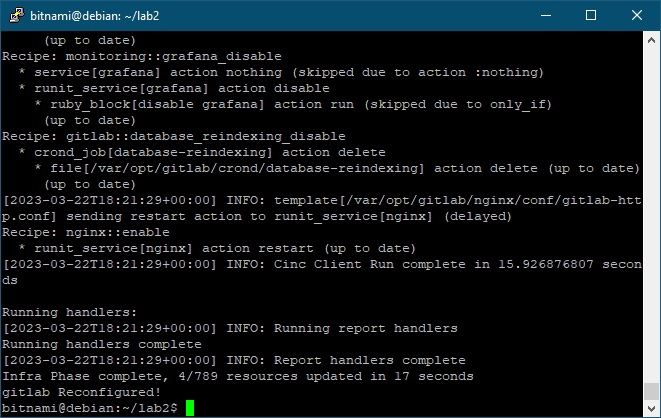 bitnami@debian: ~/lab2
(up to date)
Recipe: monitoring::grafana_disable
* service[grafana] action nothing (skipped due to action :nothing)
* runit_service[grafana] action disable
* ruby_block[disable grafana] action run (skipped due to only_if)
(up to date)
Recipe: gitlab::database_reindexing_disable
* crond_job[database-reindexing] action delete
* file[/var/opt/gitlab/crond/database-reindexing] action delete (up to date)
(up to date)
[2023-03-22T18:21:29+00:00] INFO: template[/var/opt/gitlab/nginx/conf/gitlab-htt
p.conf] sending restart action to runit_service[nginx] (delayed)
Recipe: nginx::enable
* runit_service[nginx] action restart (up to date)
[2023-03-22T18:21:29+00:00] INFO: Cinc Client Run complete in 15.926876807 secon
ds
Running handlers:
[2023-03-22T18:21:29+00:00] INFO: Running report handlers
Running handlers complete
[2023-03-22T18:21:29+00:00] INFO: Report handlers complete
Infra Phase complete, 4/789 resources updated in 17 seconds
gitlab Reconfigured!
bitnami@debian:~/lab2$